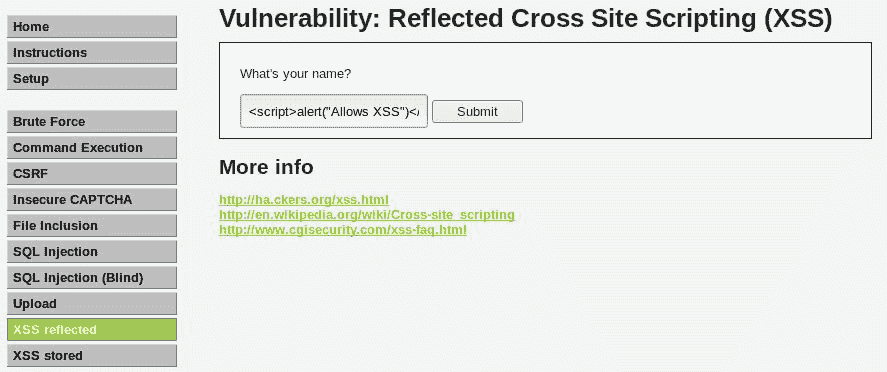 Home
Instructions
Setup
Brute Force
Command Execution
CSRF
Insecure CAPTCHA
File Inclusion
SQL Injection
SQL Injection (Blind)
Upload
XSS reflected
XSS stored
Vulnerability: Reflected Cross Site Scripting (XSS)
What's your name?
<script>alert("Allows XSS")</ Submit
More info
http://ha.ckers.org/xss.html
http://en.wikipedia.org/wiki/Cross-site_scripting
http://www.cgisecurity.com/xss-faq.html